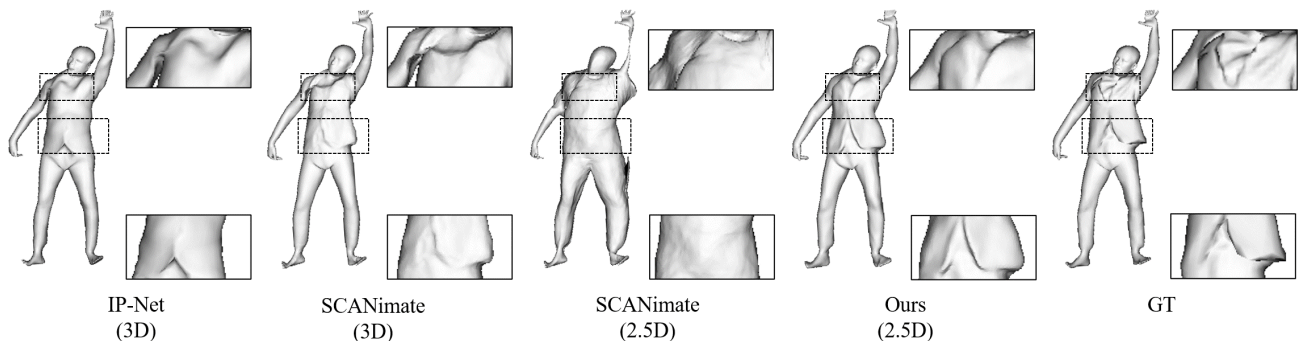 IP-Net
(3D)
SCANimate
(3D)
SCANimate
(2.5D)
Ours
(2.5D)
GT